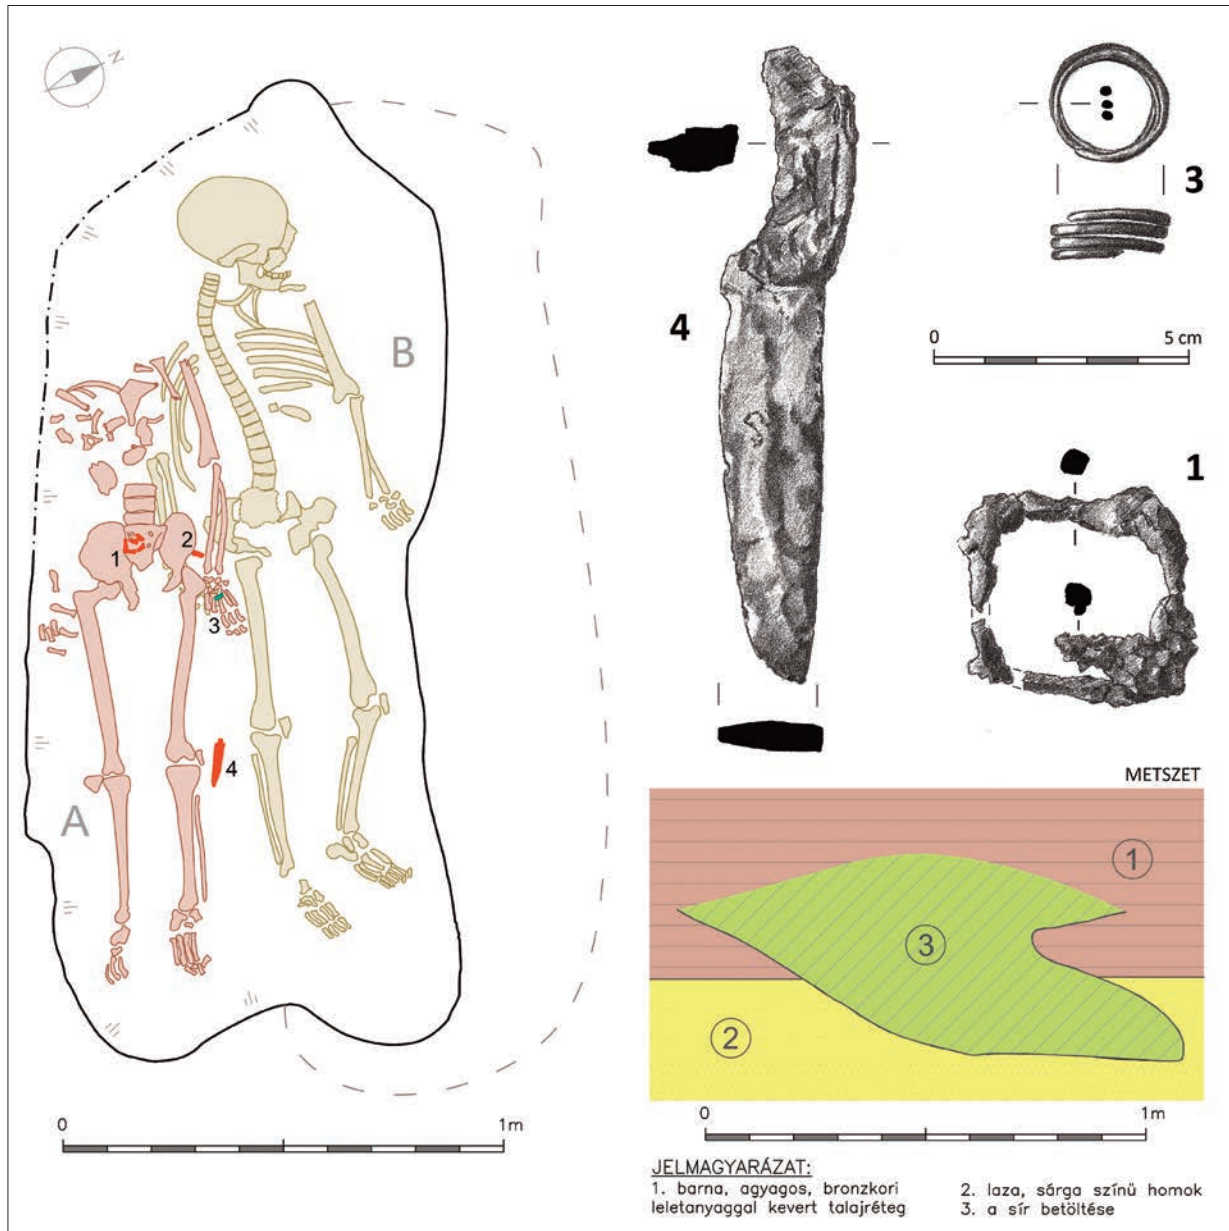 N
B
A
1
2
3
4
0 1m
4
3
0 5 cm
1
METSZET
1
3
2
0 1m
JELMAGYARÁZAT:
1. barna, agyagos, bronzkori
leletanyaggal kevert talajréteg
2. laza, sárga színű homok
3. a sír betöltése